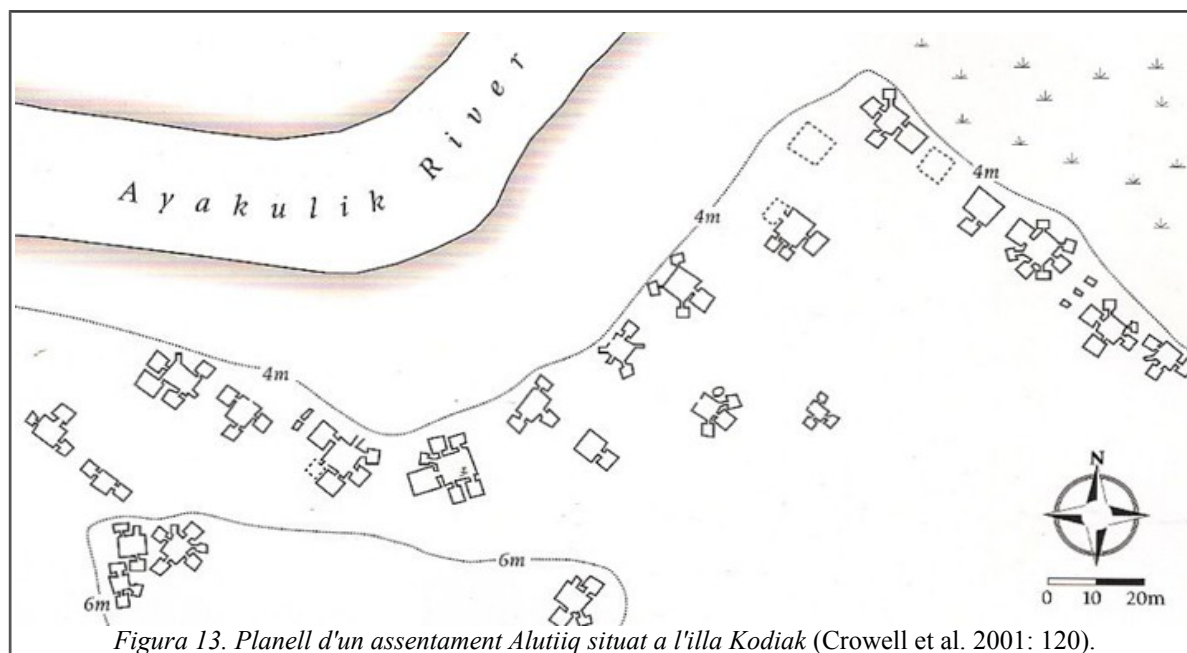 Ayakulik River
4m
4m
4m
6m
6m
N
0 10 20m
Figura 13. Planell d'un assentament Alutiiq situat a l'illa Kodiak (Crowell et al. 2001: 120).